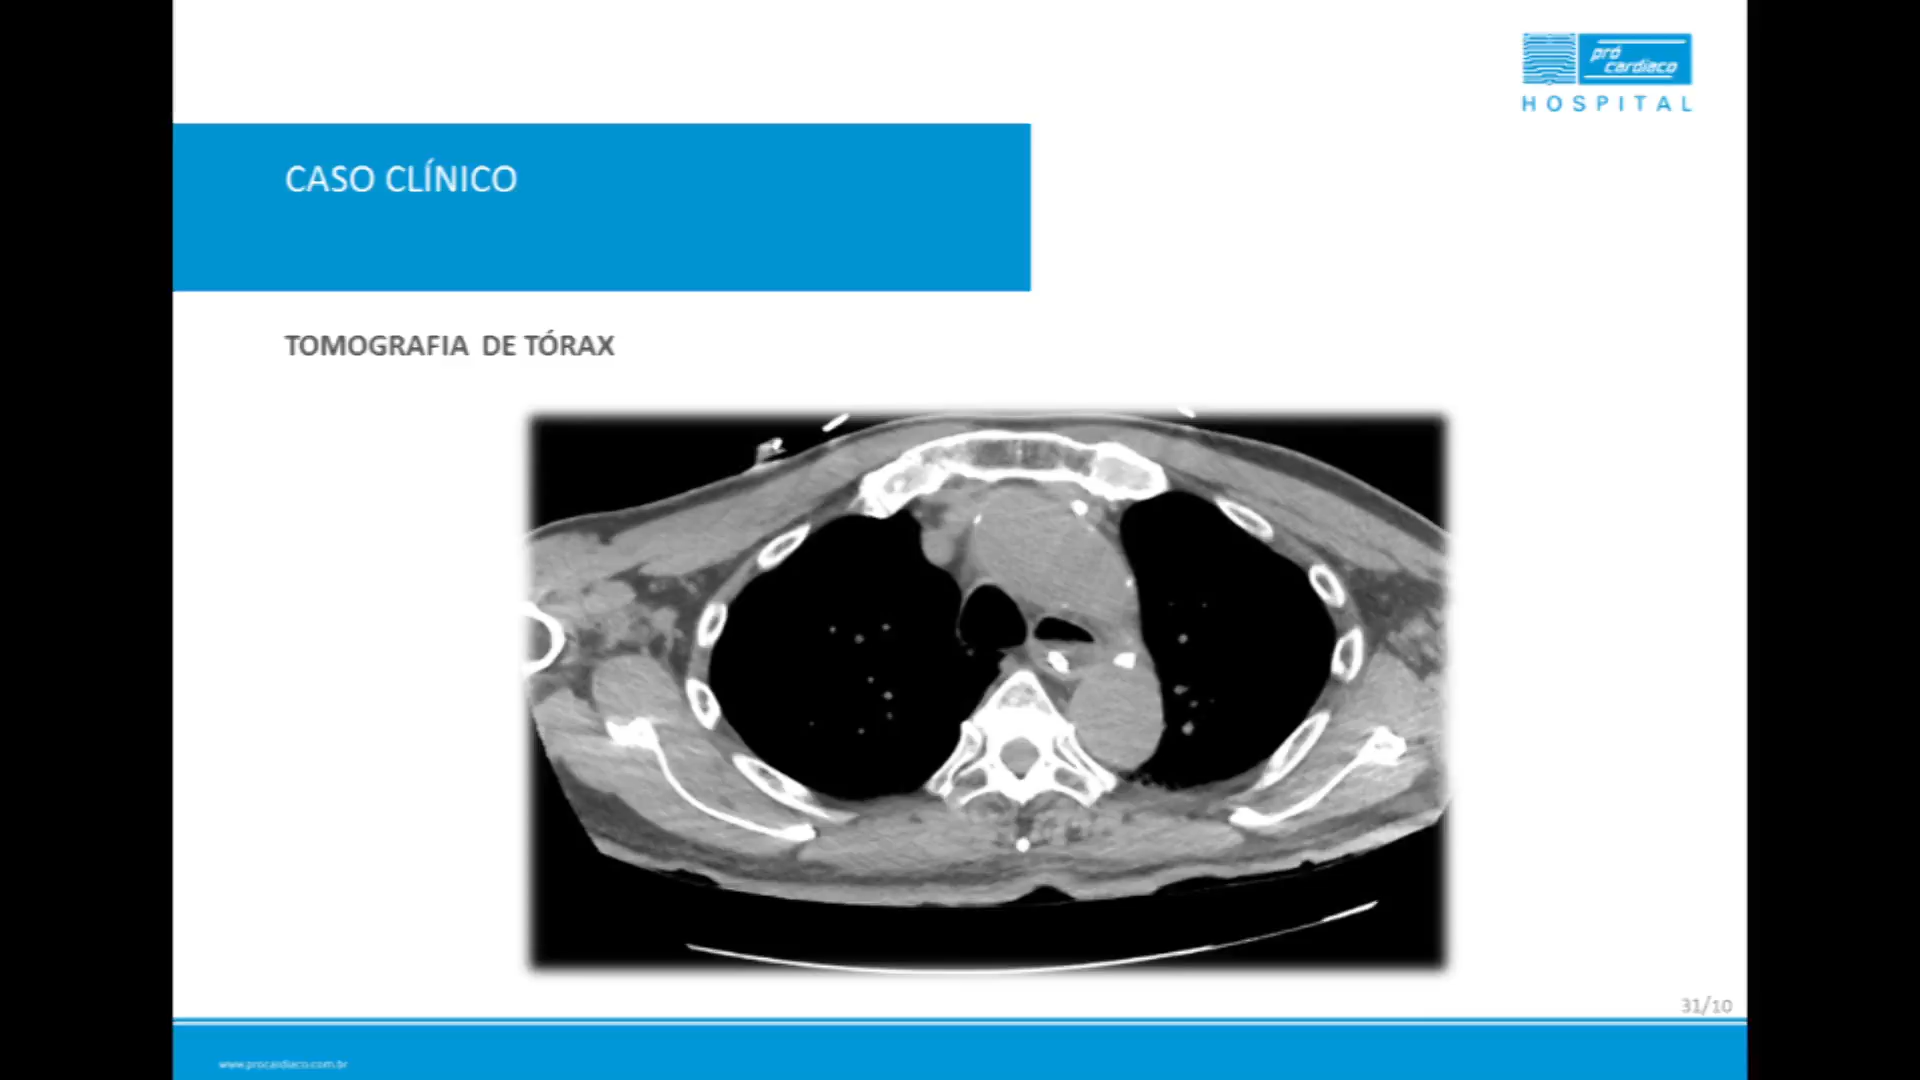 pró
cardíaco
HOSPITAL
CASO CLÍNICO
TOMOGRAFIA DE TÓRAX
31/10
www.procardiaco.com.br